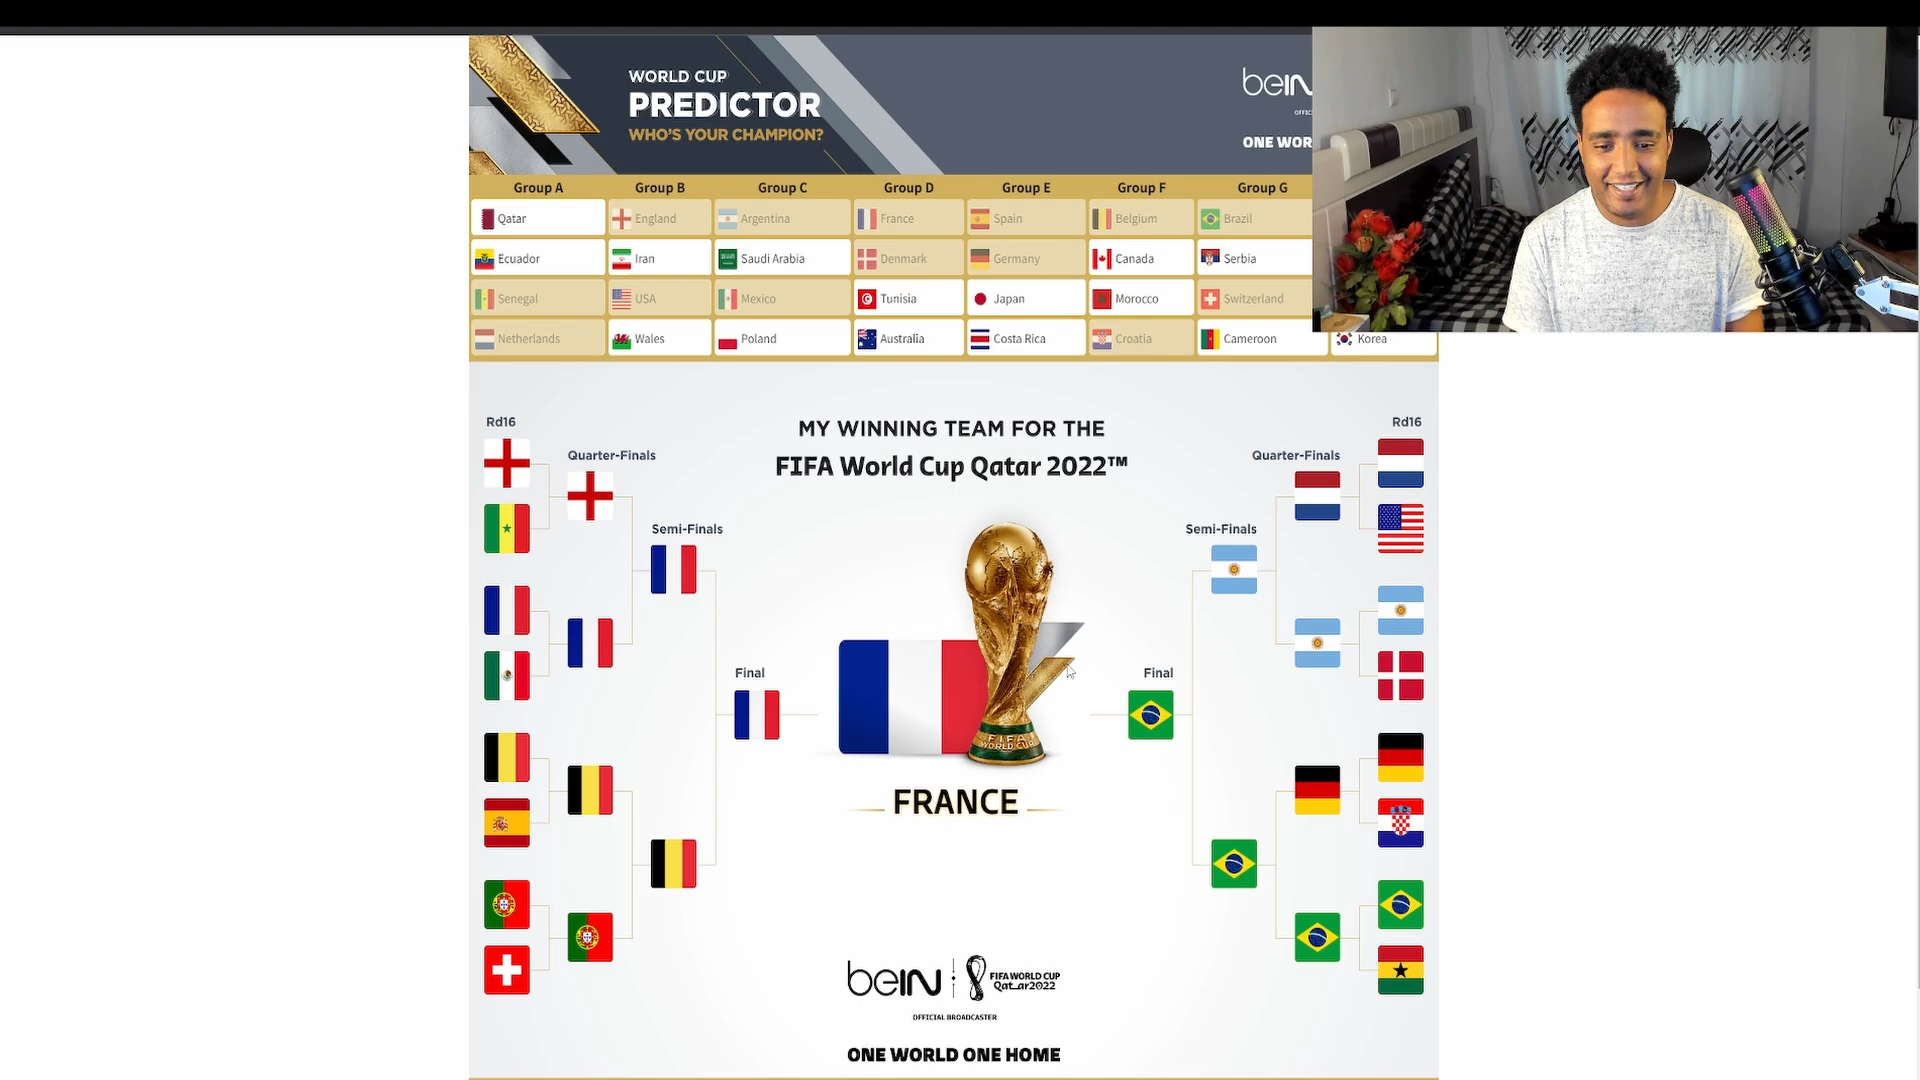 WORLD CUP
PREDICTOR
WHO'S YOUR CHAMPION?
beIN
ONE WOR
Group A Group B Group C Group D Group E Group F Group G
Qatar England Argentina France Spain Belgium Brazil
Ecuador Iran Saudi Arabia Denmark Germany Canada Serbia
Senegal USA Mexico Tunisia Japan Morocco Switzerland
Netherlands Wales Poland Australia Costa Rica Croatia Cameroon Korea
Rd16
MY WINNING TEAM FOR THE
Rd16
Quarter-Finals
FIFA World Cup Qatar 2022™
Quarter-Finals
Semi-Finals
Semi-Finals
Final
Final
FIFA
WORLD CUP
FRANCE
beIN
FIFA WORLD CUP
Qatar2022
OFFICIAL BROADCASTER
ONE WORLD ONE HOME